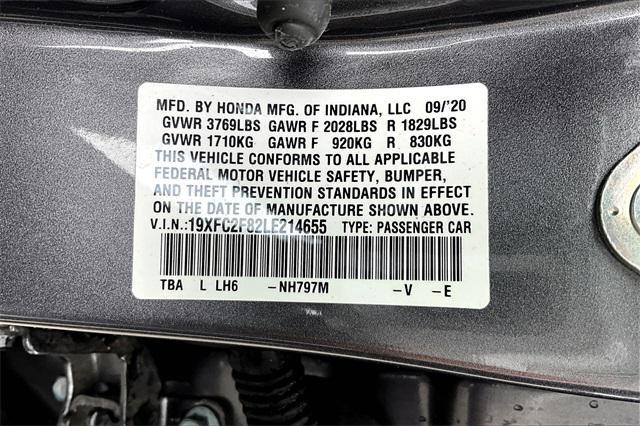 MFD. BY HONDA MFG. OF INDIANA, LLC 09/'20
GVWR 3769LBS GAWR F 2028LBS R 1829LBS
GVWR 1710KG GAWR F 920KG R 830KG
THIS VEHICLE CONFORMS TO ALL APPLICABLE
FEDERAL MOTOR VEHICLE SAFETY, BUMPER,
AND THEFT PREVENTION STANDARDS IN EFFECT
ON THE DATE OF MANUFACTURE SHOWN ABOVE.
V.I.N.:19XFC2F82LE214655 TYPE: PASSENGER CAR
TBA L LH6 -NH797M -V -E